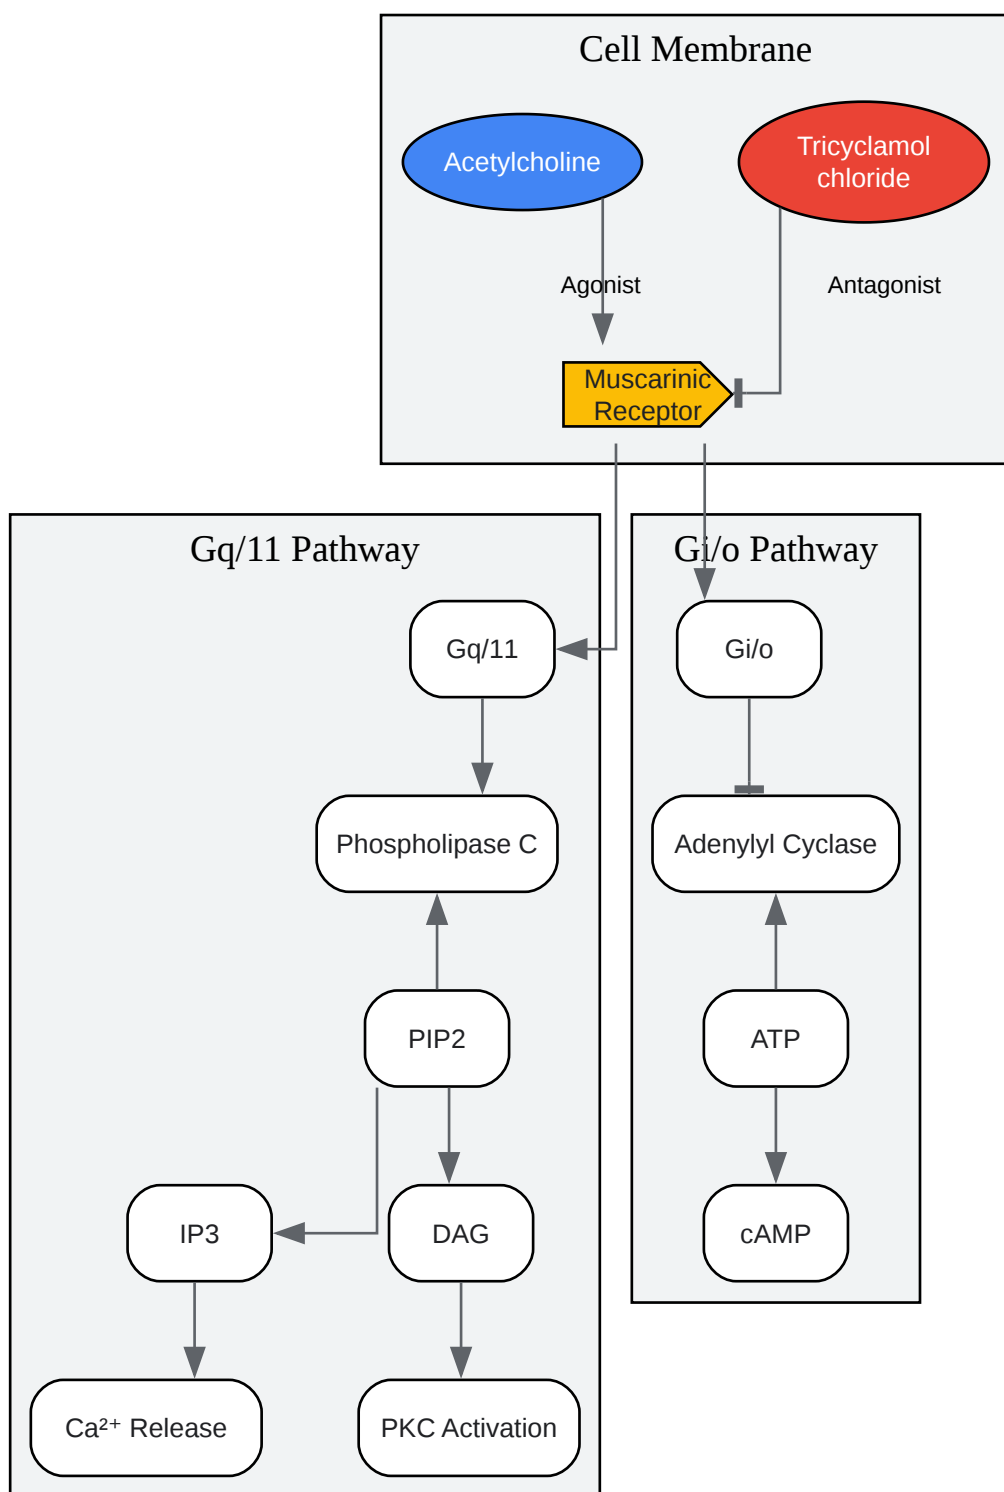 Cell Membrane
Acetylcholine
Tricyclamol
chloride
Agonist
Antagonist
Muscarinic
Receptor
Gq/11 Pathway
Gi/o Pathway
Gq/11
Gi/o
Phospholipase C
Adenylyl Cyclase
PIP2
ATP
IP3
DAG
cAMP
Ca²⁺ Release
PKC Activation